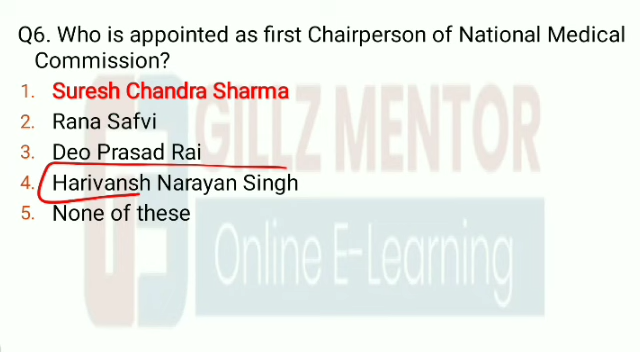 Q6. Who is appointed as first Chairperson of National Medical
Commission?
1. Suresh Chandra Sharma
2. Rana Safvi
3. Deo Prasad Rai
4. Harivansh Narayan Singh
5. None of these
GILLZ MENTOR
Online E-Learning